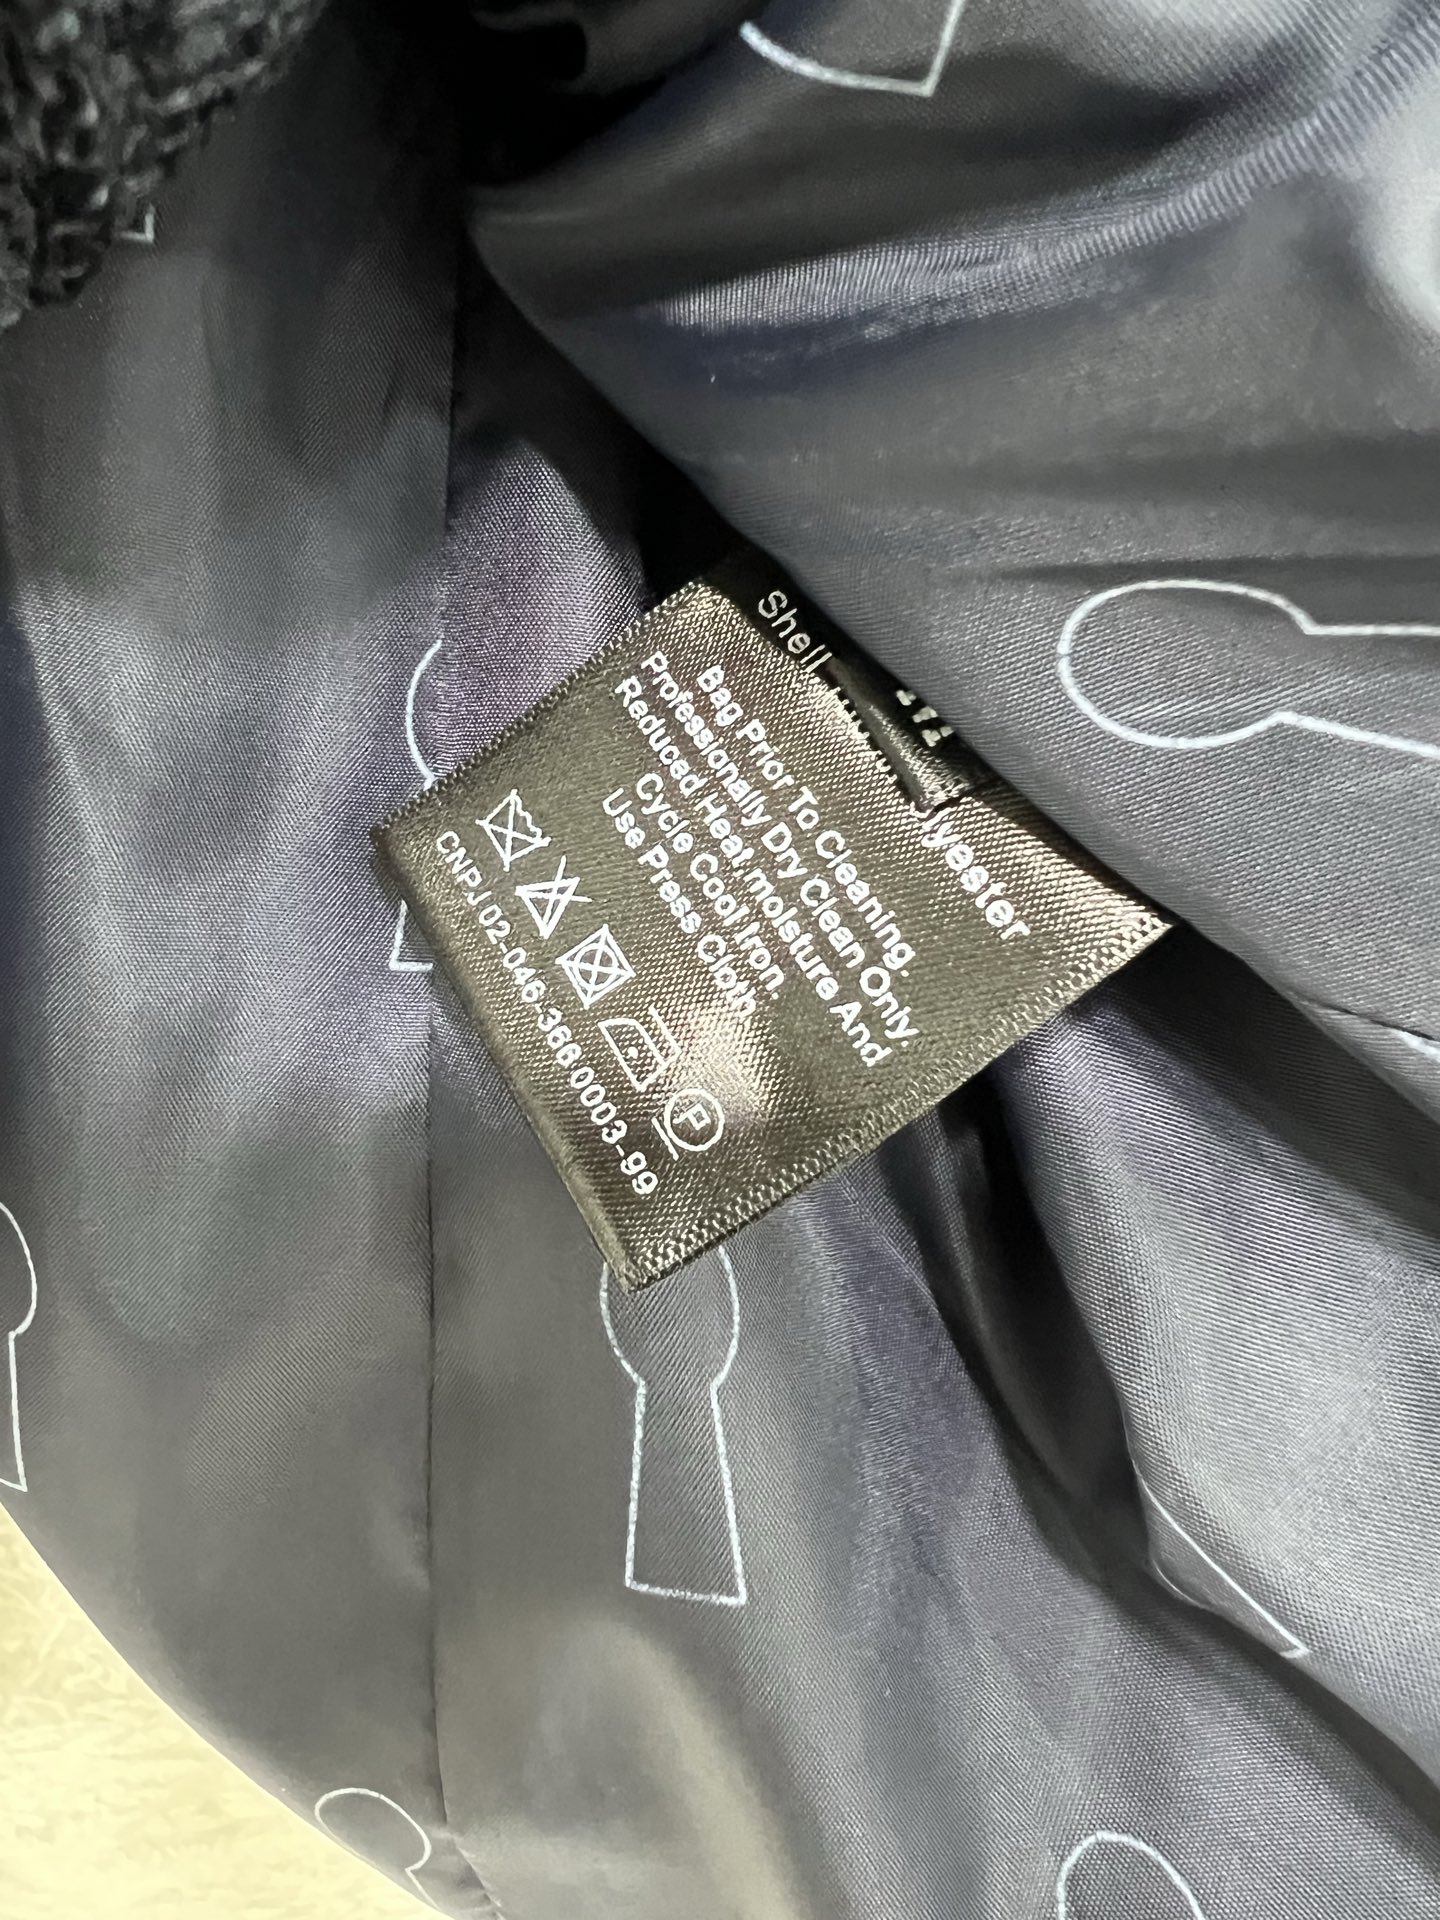 Shell
lyester
Bag Prior To Cleaning.
Professionally Dry Clean Only.
Reduced Heat moisture And
Cycle Cool Iron.
Use Press Cloth
P
CNPJ 02-046-366 0003-99